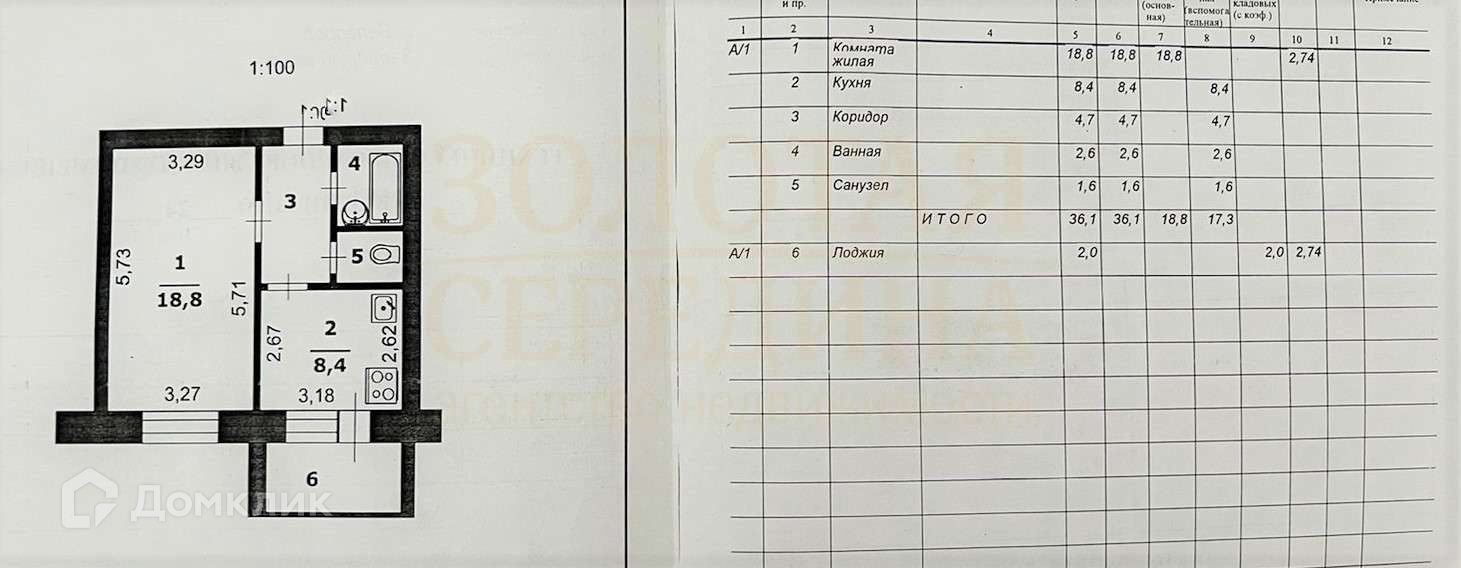 1:100
3,29
4
3
5,73
1
18,8
5,71
5
2
8,4
2,67
2,62
3,27
3,18
6
Домклик
ЗОЛОТАЯ
СЕРЕДИНА
агентство недвижимости
и пр.
(основ-
ная)
(вспомога
тельная)
кладовых
(с коэф.)
1 2 3 4 5 6 7 8 9 10 11 12
А/1 1 Комната жилая 18,8 18,8 18,8 2,74
2 Кухня 8,4 8,4 8,4
3 Коридор 4,7 4,7 4,7
4 Ванная 2,6 2,6 2,6
5 Санузел 1,6 1,6 1,6
ИТОГО 36,1 36,1 18,8 17,3
А/1 6 Лоджия 2,0 2,0 2,74